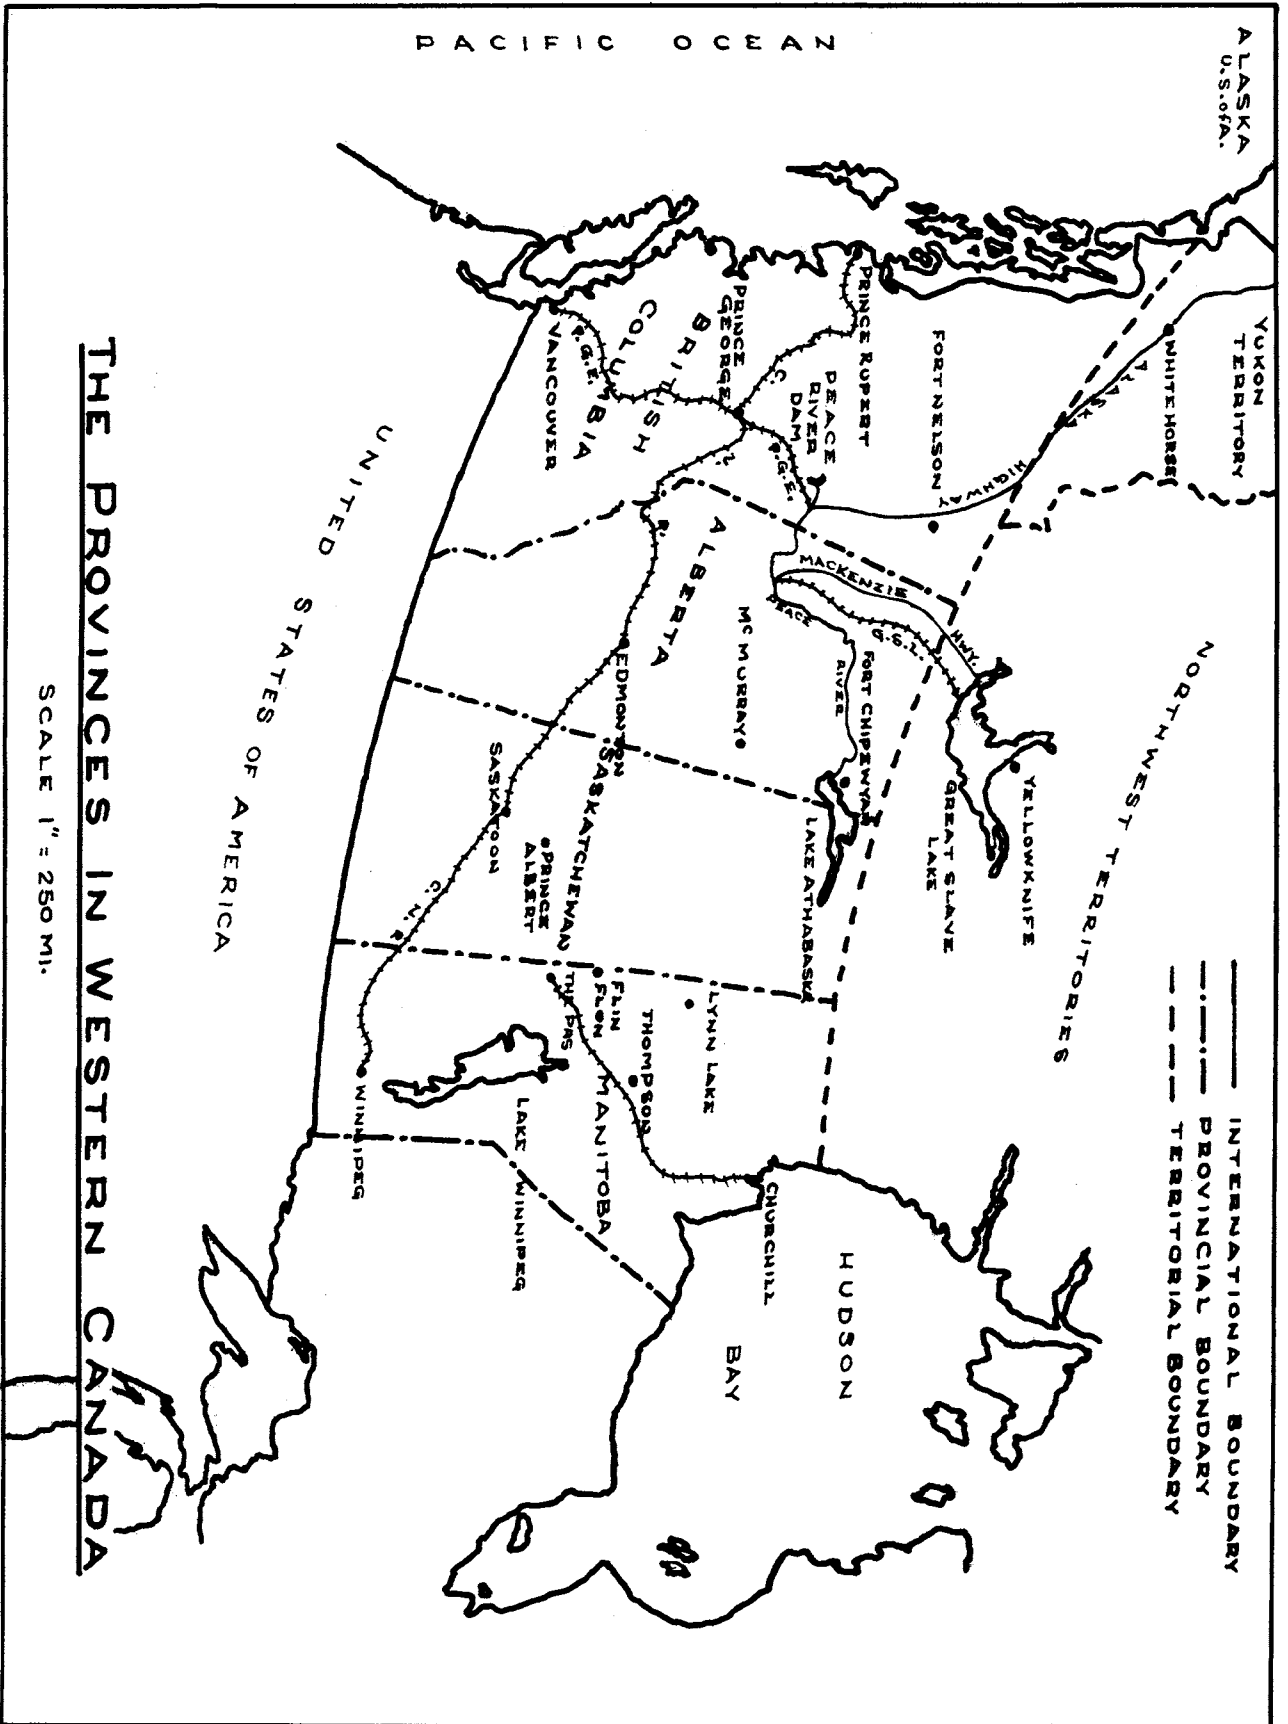 ALASKA
U.S. of A.
PACIFIC OCEAN
YUKON
TERRITORY
WHITEHORSE
ALASKA
HIGHWAY
NORTHWEST TERRITORIES
INTERNATIONAL BOUNDARY
PROVINCIAL BOUNDARY
TERRITORIAL BOUNDARY
FORT NELSON
PRINCE RUPERT
PEACE
RIVER
DAM
PRINCE
GEORGE
C.
N.
R.
P.G.E.
BRITISH
COLUMBIA
P.G.E.
VANCOUVER
MACKENZIE
HWY.
G.S.L.
PEACE
RIVER
YELLOWKNIFE
GREAT SLAVE
LAKE
FORT CHIPEWYAN
LAKE ATHABASKA
McMURRAY
ALBERTA
EDMONTON
SASKATCHEWAN
SASKATOON
PRINCE
ALBERT
C.N.R.
LYNN LAKE
FLIN
FLON
THE PAS
THOMPSON
MANITOBA
CHURCHILL
LAKE WINNIPEG
WINNIPEG
HUDSON
BAY
UNITED STATES OF AMERICA
THE PROVINCES IN WESTERN CANADA
SCALE 1" = 250 MI.